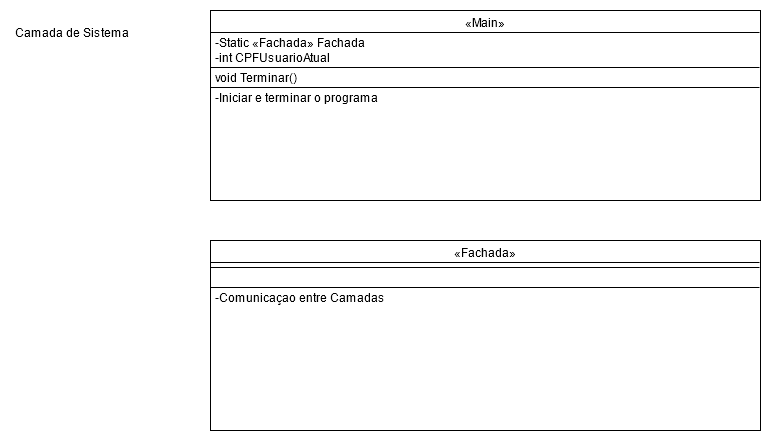 Camada de Sistema
«Main»
-Static «Fachada» Fachada
-int CPFUsuarioAtual
void Terminar()
-Iniciar e terminar o programa
«Fachada»
-Comunicaçao entre Camadas